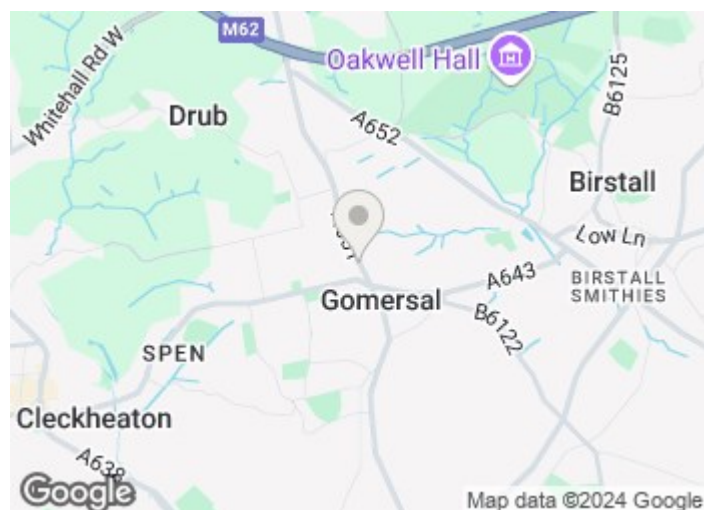 M62
Oakwell Hall
Whitehall Rd W
Drub
A652
B6125
Birstall
Low Ln
A643
BIRSTALL
SMITHIES
Gomersal
B6122
SPEN
Cleckheaton
A638
Google
Map data ©2024 Google